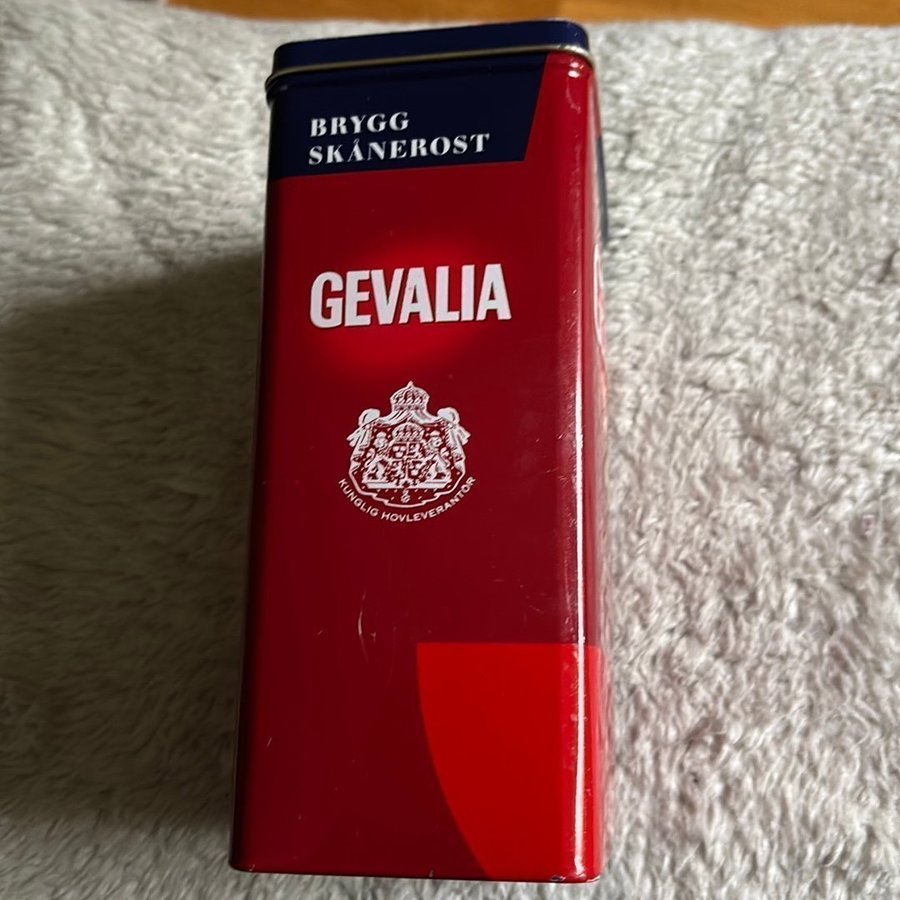 BRYGG
SKÅNEROST
GEVALIA
KUNGLIG HOVLEVERANTÖR